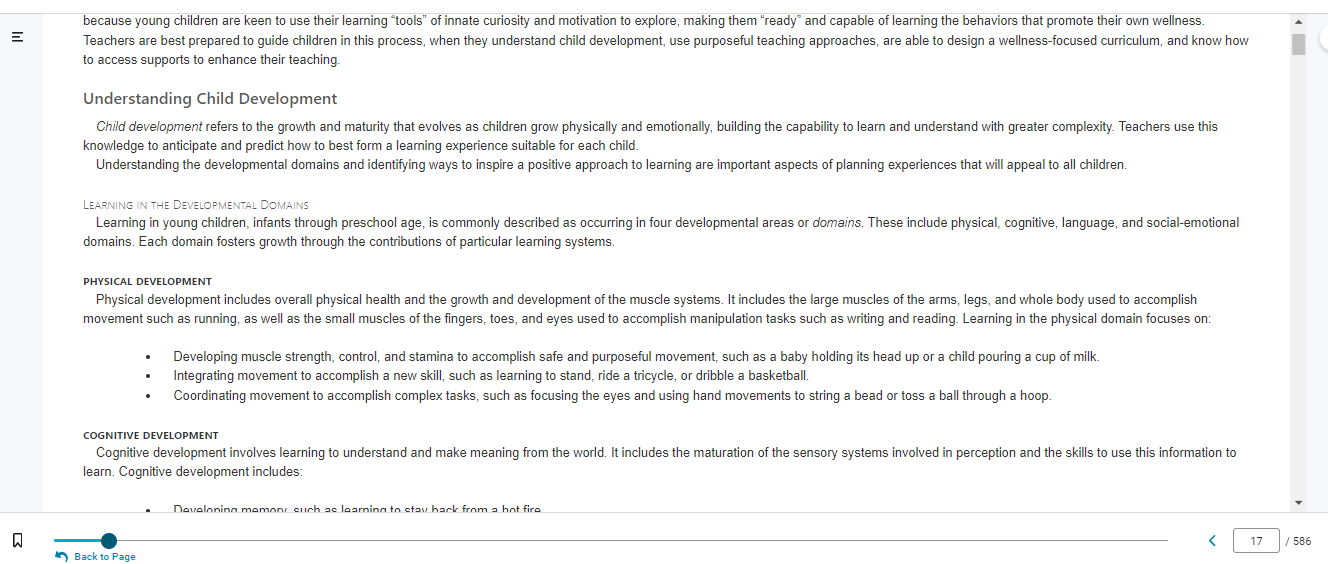 because young children are keen to use their learning “tools” of innate curiosity and motivation to explore, making them “ready” and capable of learning the behaviors that promote their own wellness.
Teachers are best prepared to guide children in this process, when they understand child development, use purposeful teaching approaches, are able to design a wellness-focused curriculum, and know how
to access supports to enhance their teaching.
Understanding Child Development
Child development refers to the growth and maturity that evolves as children grow physically and emotionally, building the capability to learn and understand with greater complexity. Teachers use this
knowledge to anticipate and predict how to best form a learning experience suitable for each child.
Understanding the developmental domains and identifying ways to inspire a positive approach to learning are important aspects of planning experiences that will appeal to all children.
Learning in the Developmental Domains
Learning in young children, infants through preschool age, is commonly described as occurring in four developmental areas or domains. These include physical, cognitive, language, and social-emotional
domains. Each domain fosters growth through the contributions of particular learning systems.
PHYSICAL DEVELOPMENT
Physical development includes overall physical health and the growth and development of the muscle systems. It includes the large muscles of the arms, legs, and whole body used to accomplish
movement such as running, as well as the small muscles of the fingers, toes, and eyes used to accomplish manipulation tasks such as writing and reading. Learning in the physical domain focuses on:
• Developing muscle strength, control, and stamina to accomplish safe and purposeful movement, such as a baby holding its head up or a child pouring a cup of milk.
• Integrating movement to accomplish a new skill, such as learning to stand, ride a tricycle, or dribble a basketball.
• Coordinating movement to accomplish complex tasks, such as focusing the eyes and using hand movements to string a bead or toss a ball through a hoop.
COGNITIVE DEVELOPMENT
Cognitive development involves learning to understand and make meaning from the world. It includes the maturation of the sensory systems involved in perception and the skills to use this information to
learn. Cognitive development includes:
• Developing memory, such as learning to stay back from a hot fire
17 / 586
Back to Page